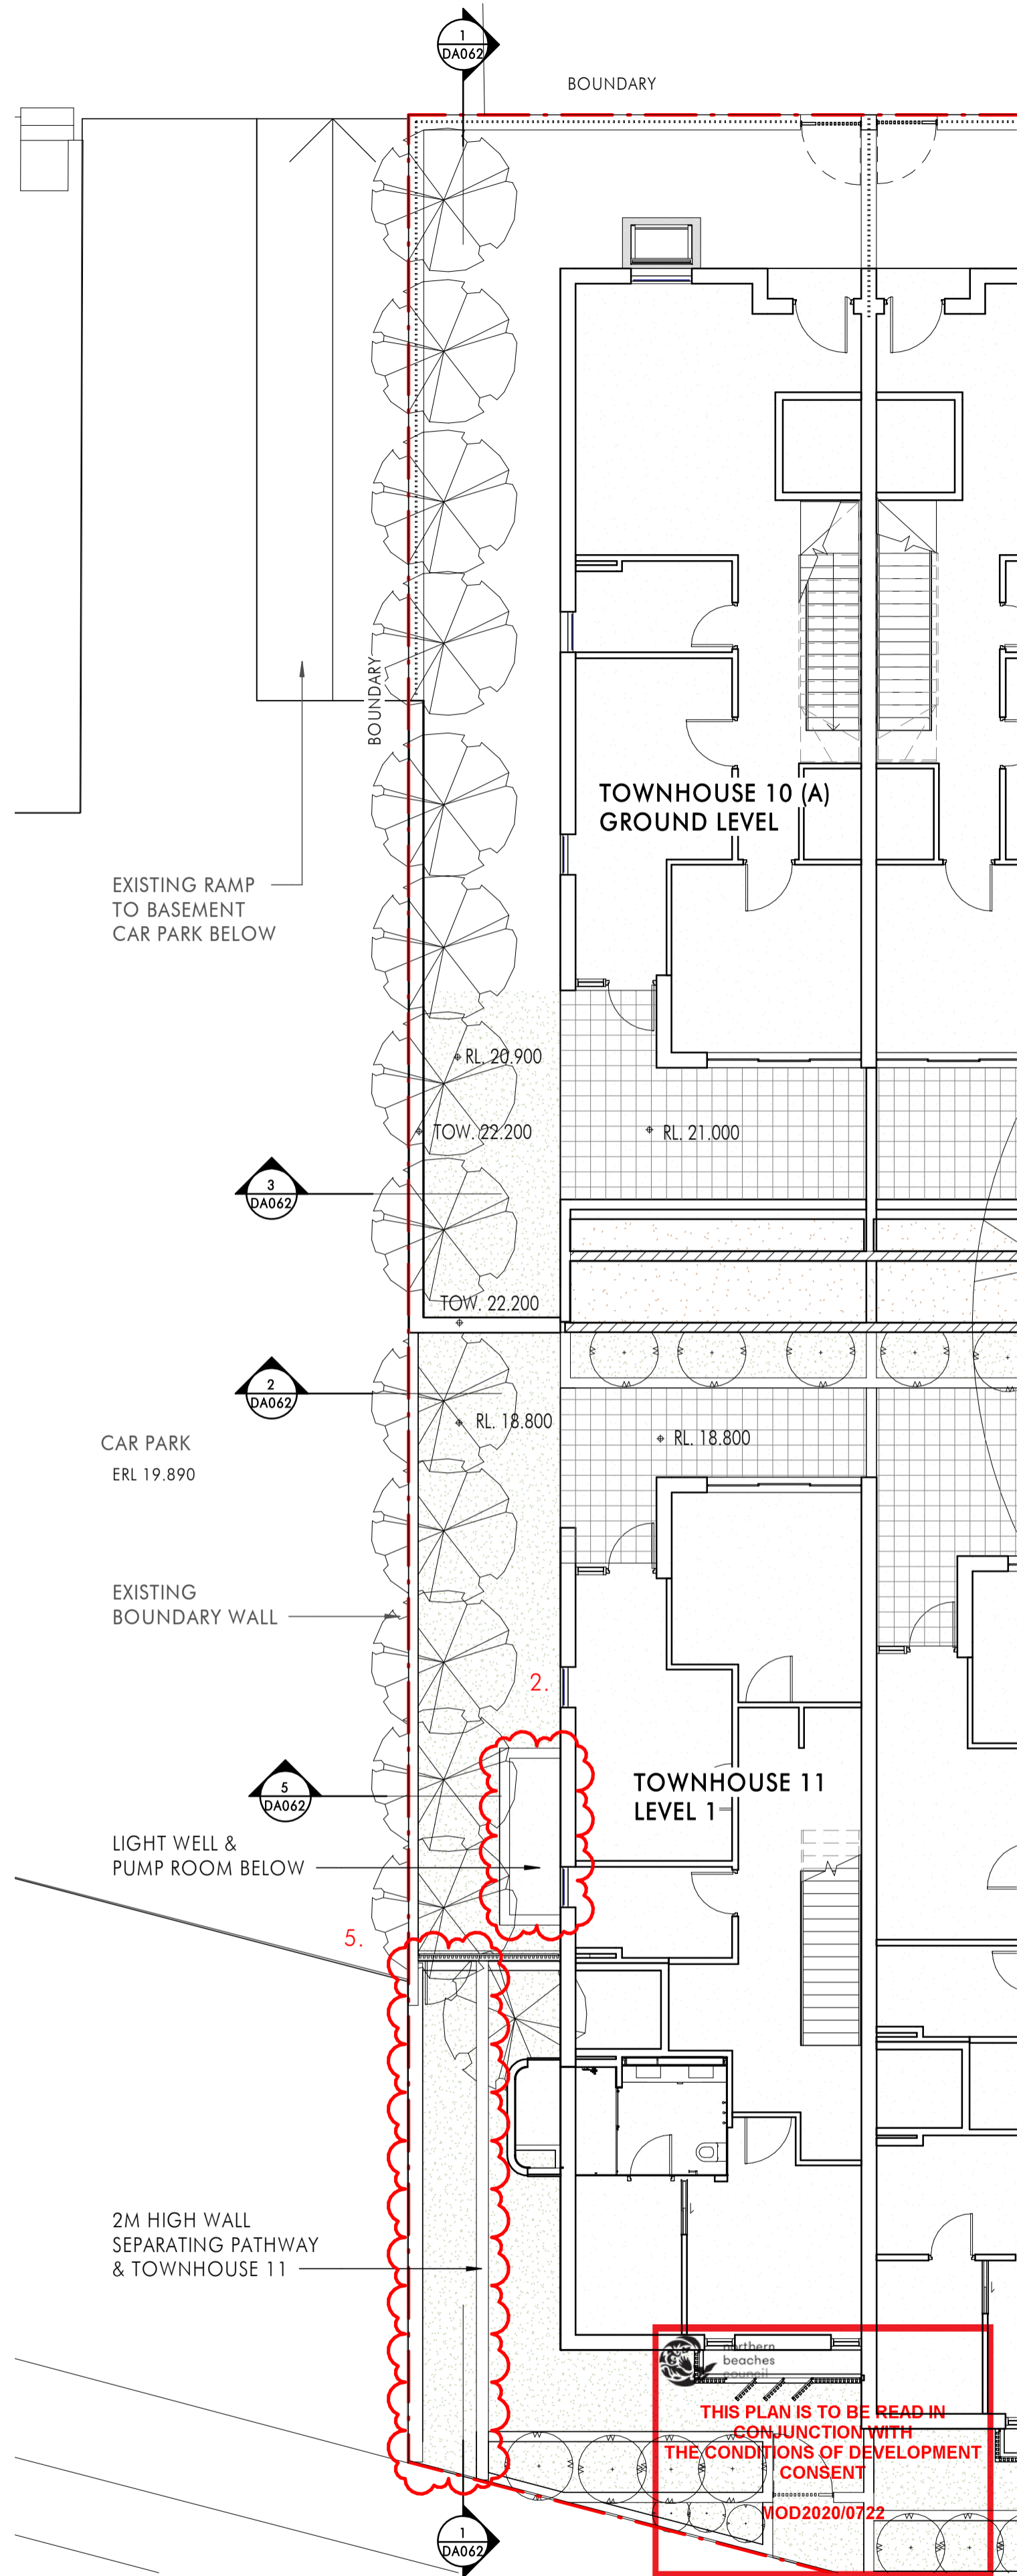 1
DA062
BOUNDARY
BOUNDARY
TOWNHOUSE 10 (A)
GROUND LEVEL
EXISTING RAMP
TO BASEMENT
CAR PARK BELOW
RL. 20.900
TOW. 22.200
RL. 21.000
3
DA062
TOW. 22.200
2
DA062
RL. 18.800
RL. 18.800
CAR PARK
ERL 19.890
EXISTING
BOUNDARY WALL
2.
5
DA062
TOWNHOUSE 11
LEVEL 1
LIGHT WELL &
PUMP ROOM BELOW
5.
2M HIGH WALL
SEPARATING PATHWAY
& TOWNHOUSE 11
northern
beaches
council
THIS PLAN IS TO BE READ IN
CONJUNCTION WITH
THE CONDITIONS OF DEVELOPMENT
CONSENT
MOD2020/0722
1
DA062